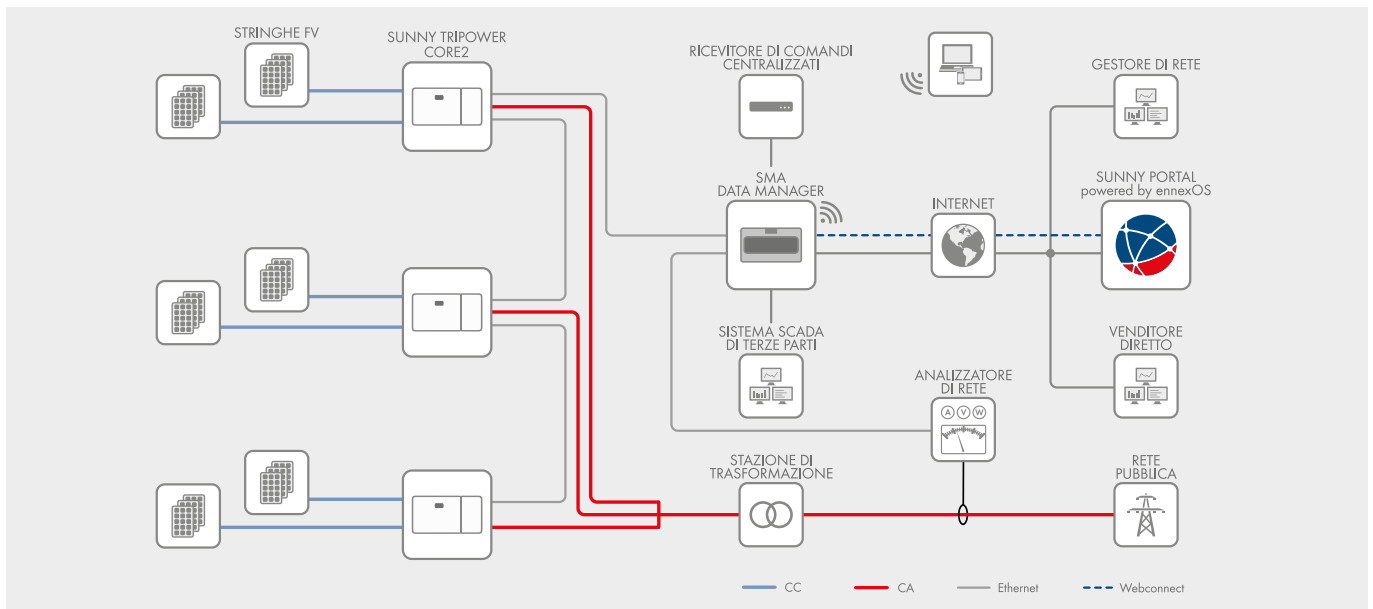 STRINGHE FV
SUNNY TRIPOWER
CORE2
RICEVITORE DI COMANDI
CENTRALIZZATI
GESTORE DI RETE
SMA
DATA MANAGER
INTERNET
SUNNY PORTAL
powered by ennexOS
SISTEMA SCADA
DI TERZE PARTI
VENDITORE
DIRETTO
ANALIZZATORE
DI RETE
A V W
STAZIONE DI
TRASFORMAZIONE
RETE
PUBBLICA
CC
CA
Ethernet
Webconnect